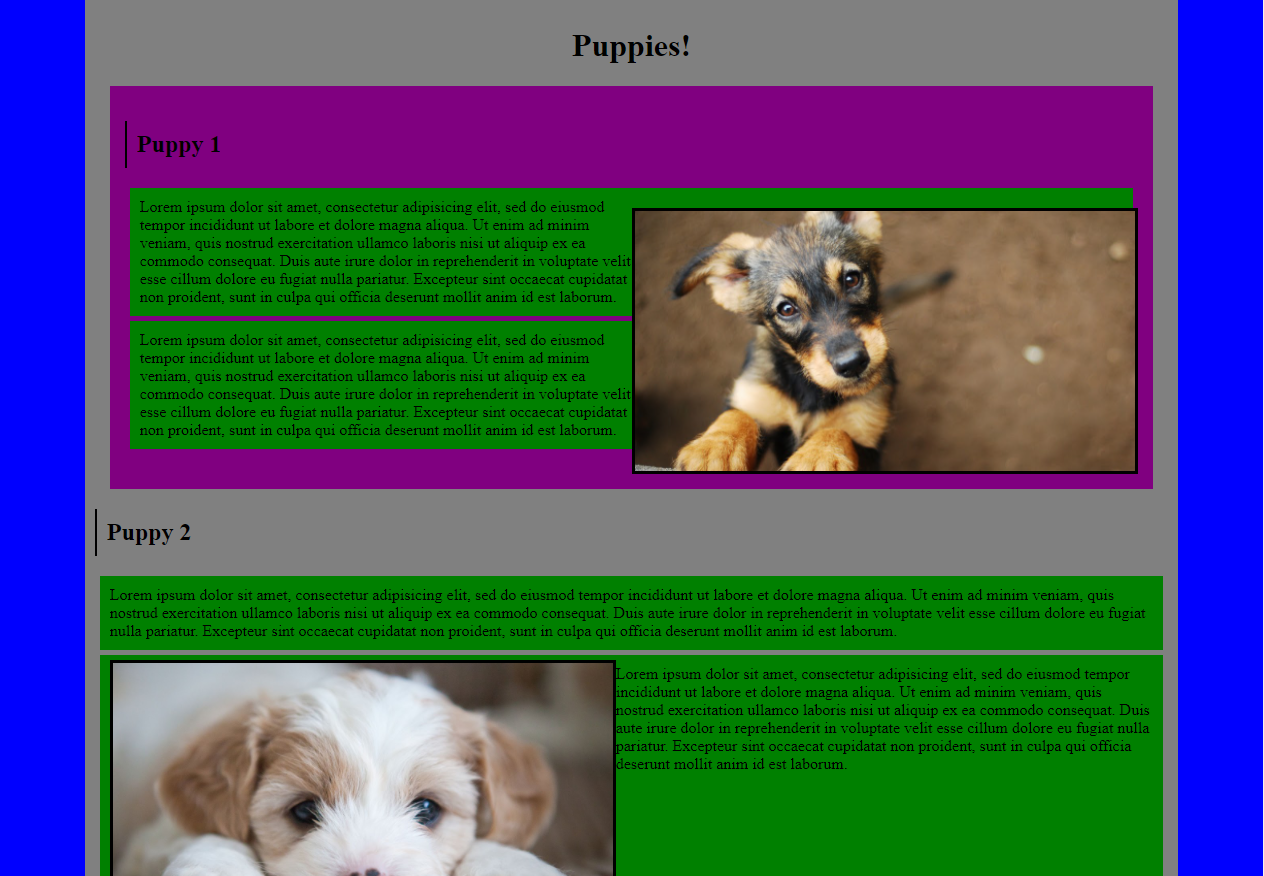 Puppies!
Puppy 1
Lorem ipsum dolor sit amet, consectetur adipisicing elit, sed do eiusmod
tempor incididunt ut labore et dolore magna aliqua. Ut enim ad minim
veniam, quis nostrud exercitation ullamco laboris nisi ut aliquip ex ea
commodo consequat. Duis aute irure dolor in reprehenderit in voluptate velit
esse cillum dolore eu fugiat nulla pariatur. Excepteur sint occaecat cupidatat
non proident, sunt in culpa qui officia deserunt mollit anim id est laborum.
Lorem ipsum dolor sit amet, consectetur adipisicing elit, sed do eiusmod
tempor incididunt ut labore et dolore magna aliqua. Ut enim ad minim
veniam, quis nostrud exercitation ullamco laboris nisi ut aliquip ex ea
commodo consequat. Duis aute irure dolor in reprehenderit in voluptate velit
esse cillum dolore eu fugiat nulla pariatur. Excepteur sint occaecat cupidatat
non proident, sunt in culpa qui officia deserunt mollit anim id est laborum.
Puppy 2
Lorem ipsum dolor sit amet, consectetur adipisicing elit, sed do eiusmod tempor incididunt ut labore et dolore magna aliqua. Ut enim ad minim veniam, quis
nostrud exercitation ullamco laboris nisi ut aliquip ex ea commodo consequat. Duis aute irure dolor in reprehenderit in voluptate velit esse cillum dolore eu fugiat
nulla pariatur. Excepteur sint occaecat cupidatat non proident, sunt in culpa qui officia deserunt mollit anim id est laborum.
Lorem ipsum dolor sit amet, consectetur adipisicing elit, sed do eiusmod tempor
incididunt ut labore et dolore magna aliqua. Ut enim ad minim veniam, quis
nostrud exercitation ullamco laboris nisi ut aliquip ex ea commodo consequat. Duis
aute irure dolor in reprehenderit in voluptate velit esse cillum dolore eu fugiat nulla
pariatur. Excepteur sint occaecat cupidatat non proident, sunt in culpa qui officia
deserunt mollit anim id est laborum.